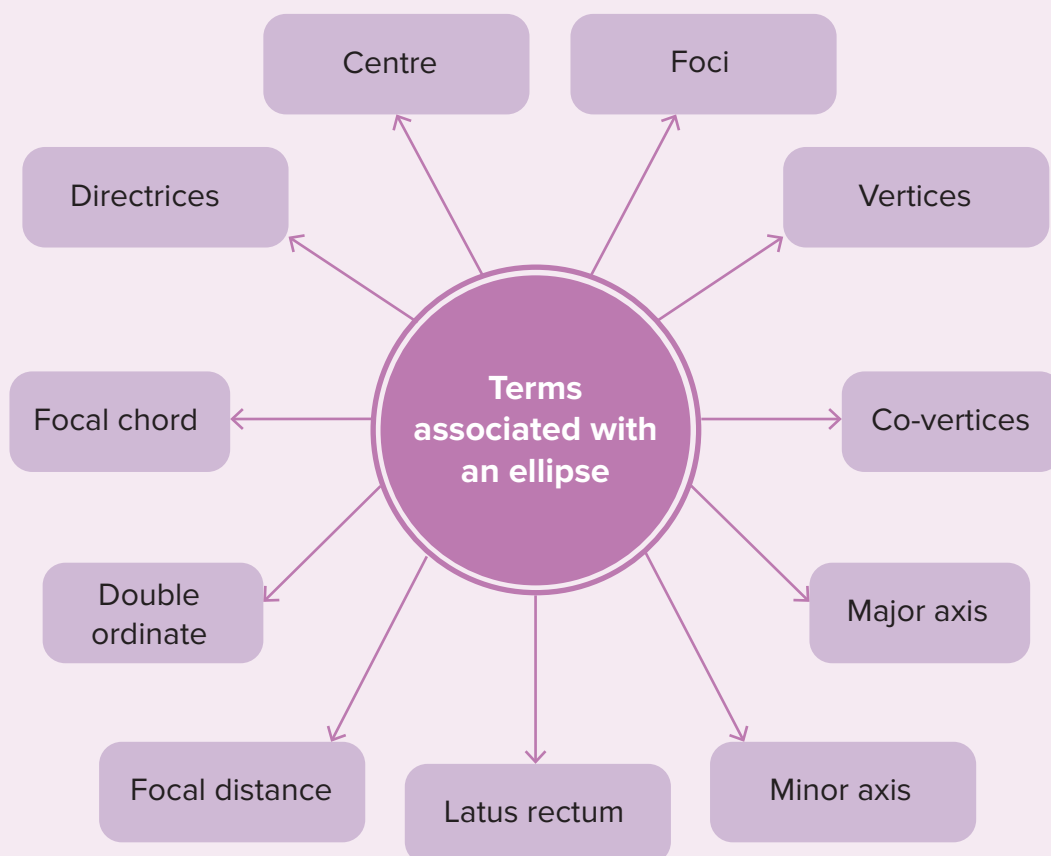 Centre
Foci
Directrices
Vertices
Terms
associated with
an ellipse
Focal chord
Co-vertices
Double
ordinate
Major axis
Focal distance
Latus rectum
Minor axis